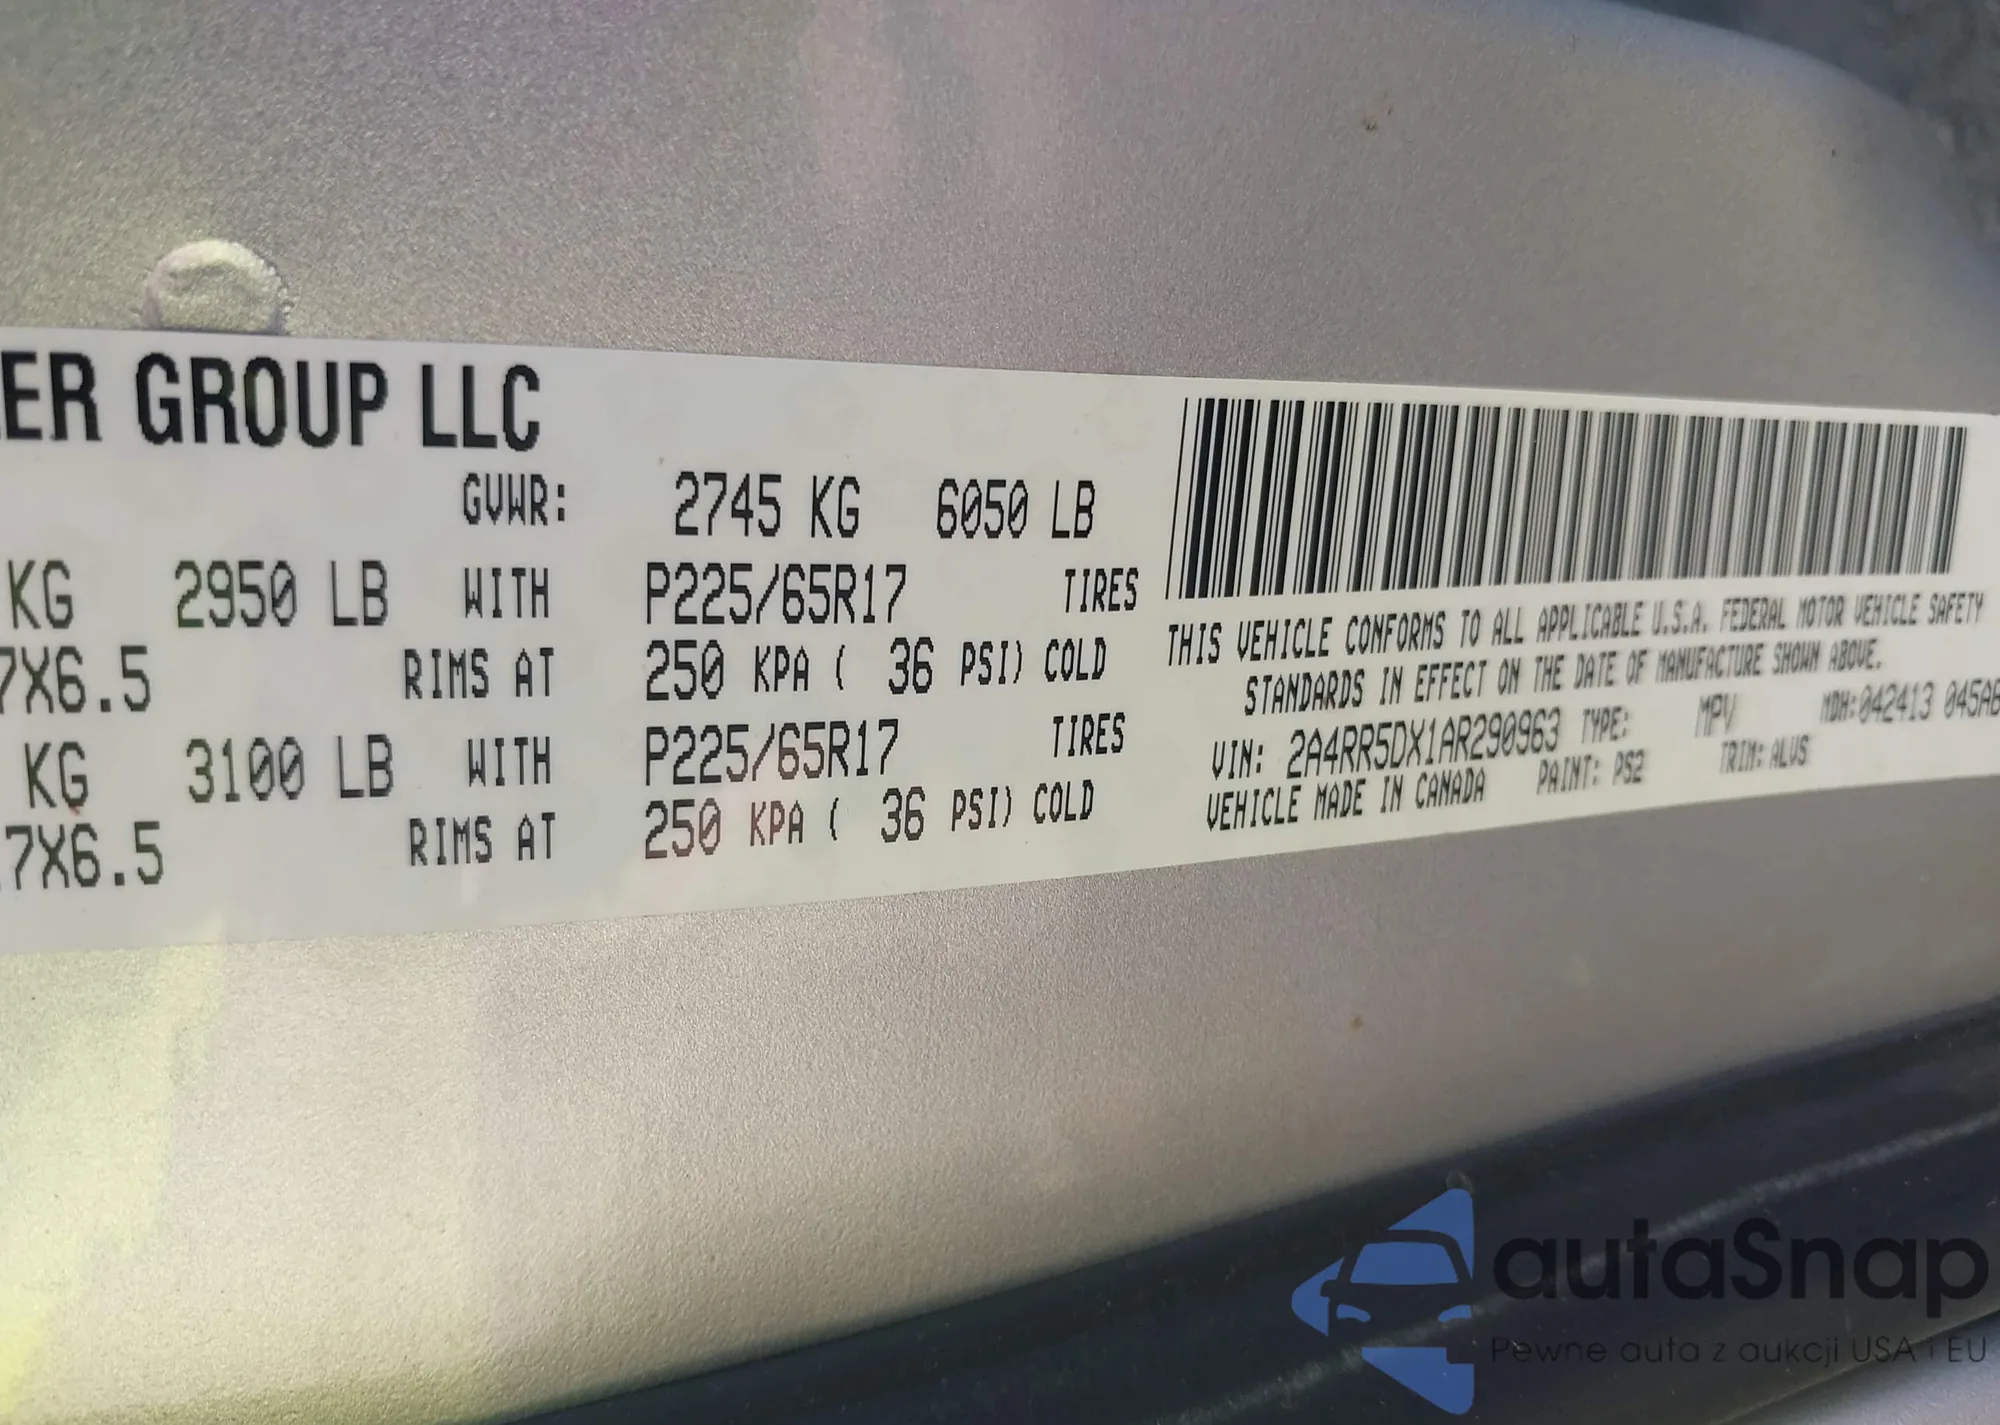 ER GROUP LLC
GVWR: 2745 KG 6050 LB
KG 2950 LB WITH P225/65R17 TIRES
7X6.5 RIMS AT 250 KPA ( 36 PSI) COLD
KG 3100 LB WITH P225/65R17 TIRES
7X6.5 RIMS AT 250 KPA ( 36 PSI) COLD
THIS VEHICLE CONFORMS TO ALL APPLICABLE U.S.A. FEDERAL MOTOR VEHICLE SAFETY
STANDARDS IN EFFECT ON THE DATE OF MANUFACTURE SHOWN ABOVE.
VIN: 2A4RR5DX1AR290963 TYPE: MPV MDH:042413 045AB
VEHICLE MADE IN CANADA PAINT: PS2 TRIM: ALVS
autaSnap
Pewne auta z aukcji USA i EU